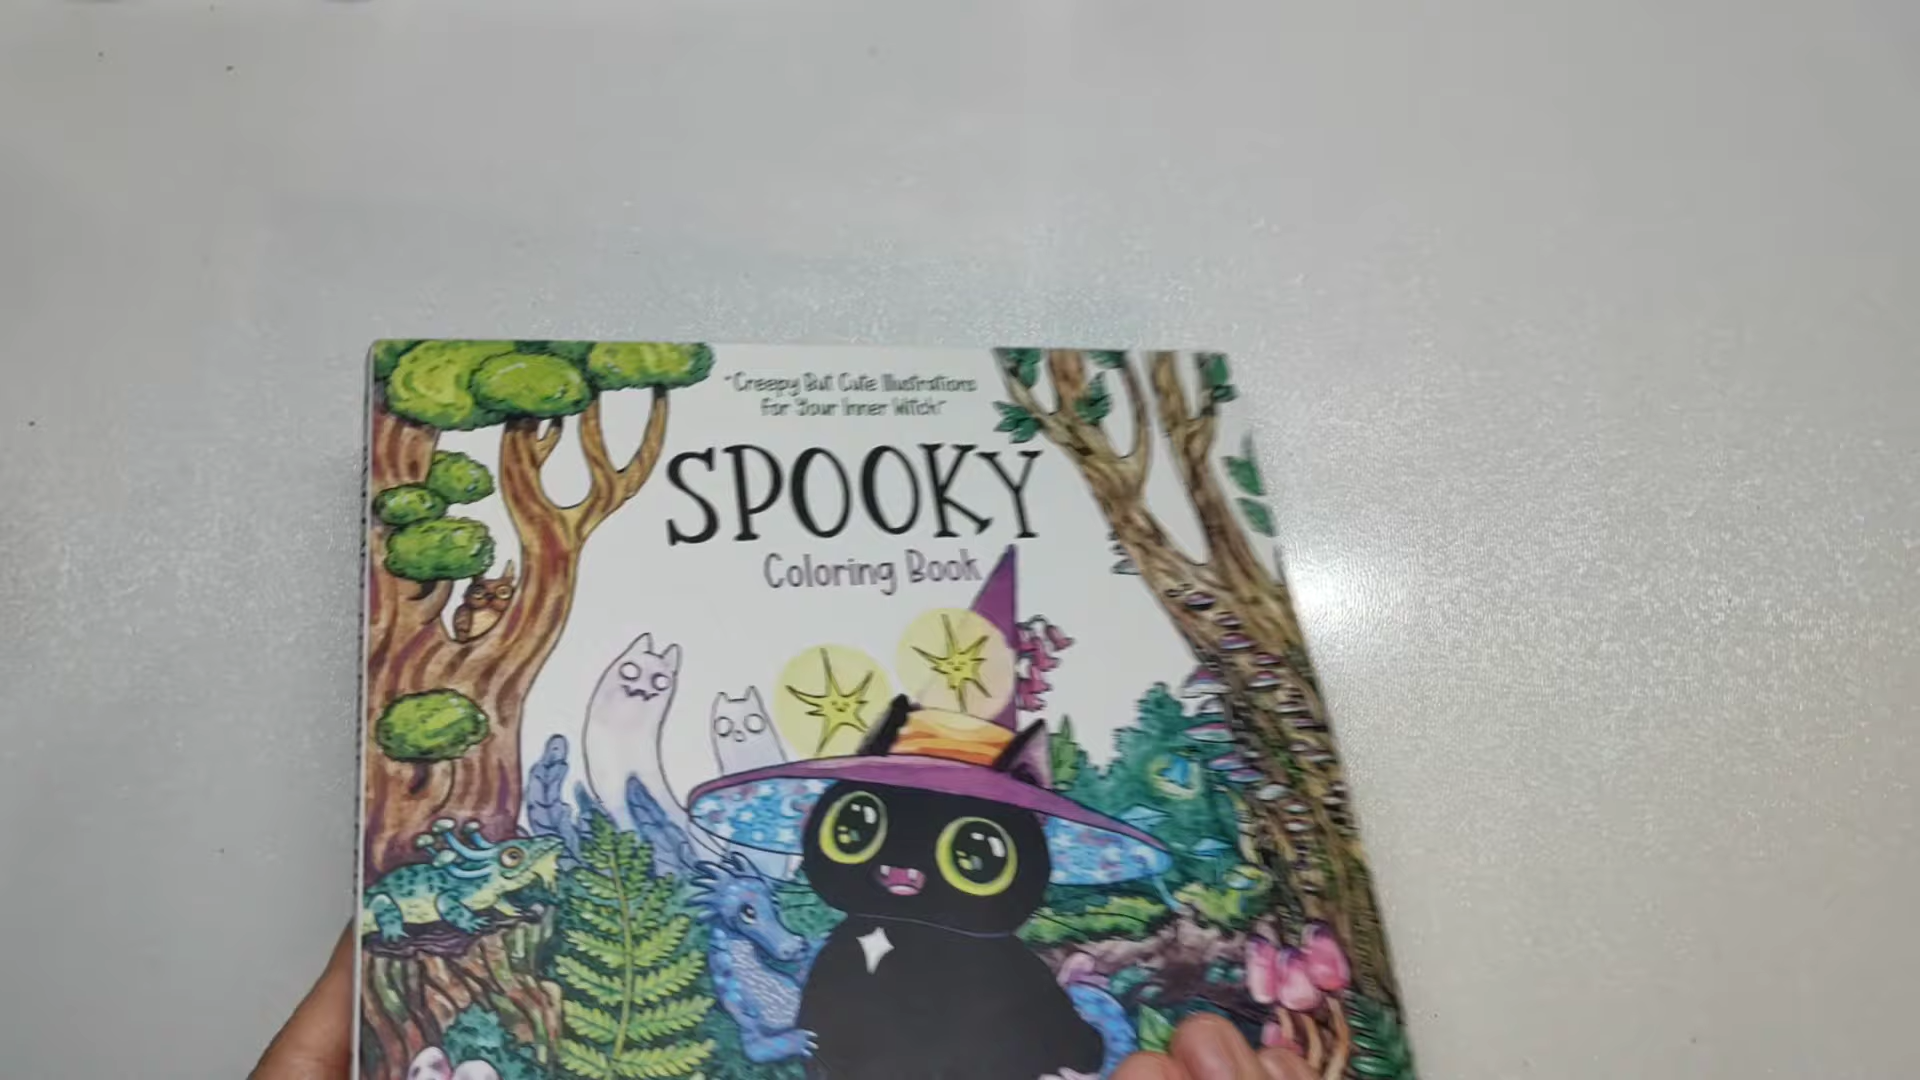 "Creepy But Cute Illustrations
for Your Inner Witch"
SPOOKY
Coloring Book